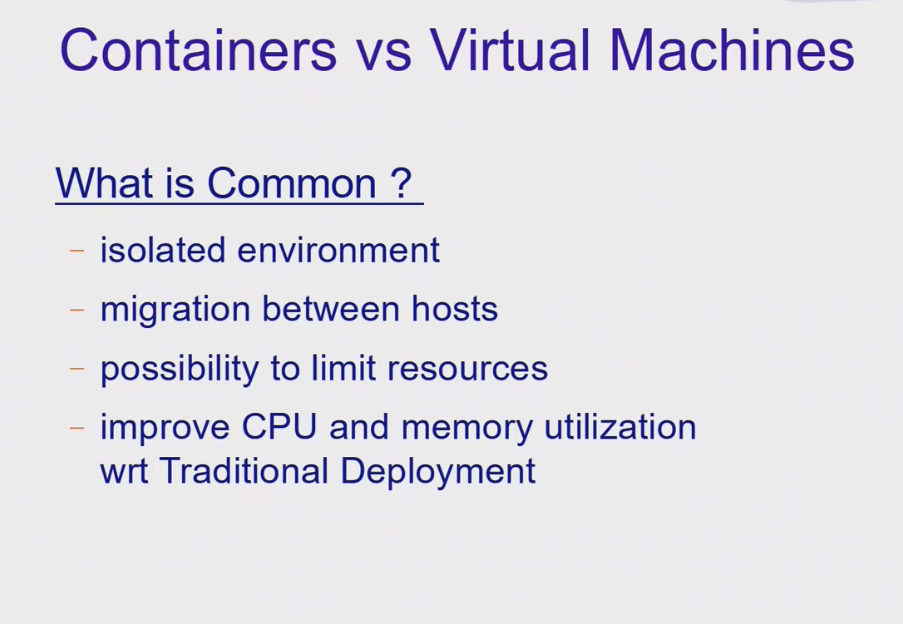 Containers vs Virtual Machines
What is Common ?
– isolated environment
– migration between hosts
– possibility to limit resources
– improve CPU and memory utilization
wrt Traditional Deployment